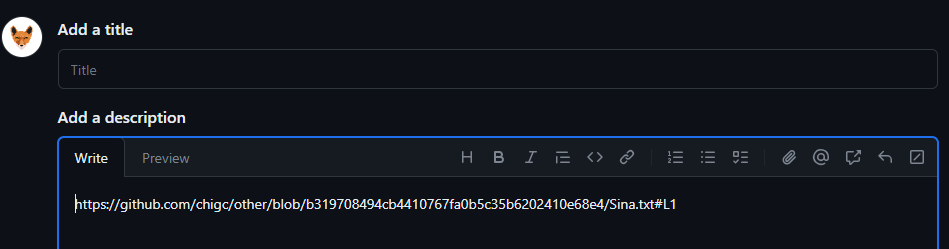 Add a title
Title
Add a description
Write Preview
https://github.com/chigc/other/blob/b319708494cb4410767fa0b5c35b6202410e68e4/Sina.txt#L1